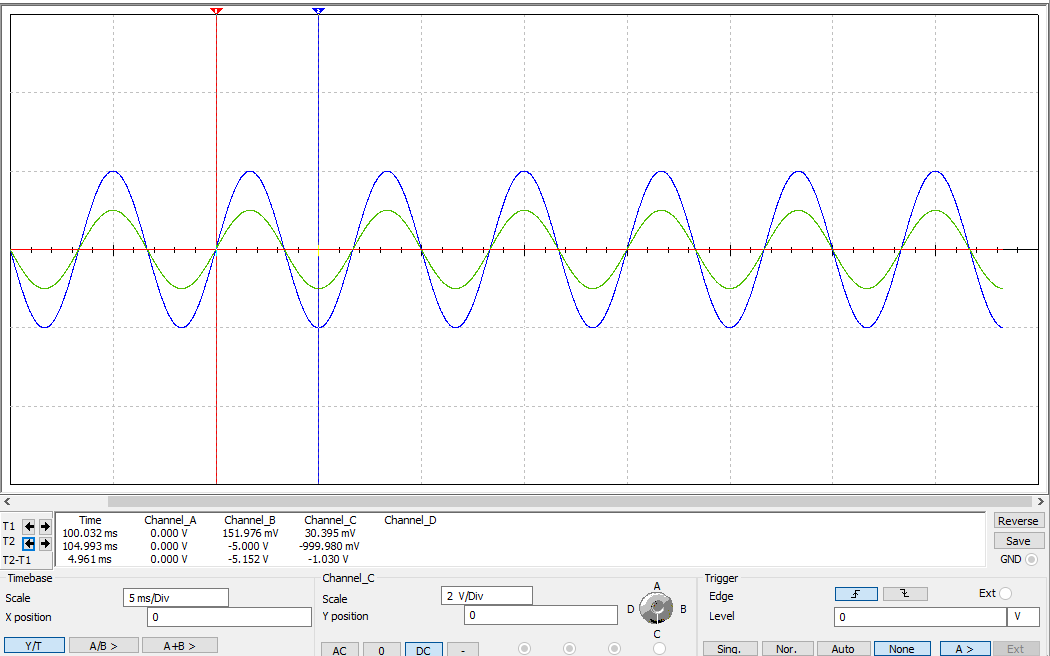 1 2
< >
T1 Time Channel_A Channel_B Channel_C Channel_D Reverse
100.032 ms 0.000 V 151.976 mV 30.395 mV
T2 104.993 ms 0.000 V -5.000 V -999.980 mV Save
T2-T1 4.961 ms 0.000 V -5.152 V -1.030 V GND
Timebase Channel_C Trigger
Scale 5 ms/Div Scale 2 V/Div A Edge Ext
X position 0 Y position 0 D B Level 0 V
C
Y/T A/B > A+B > AC 0 DC - Sing. Nor. Auto None A > Ext